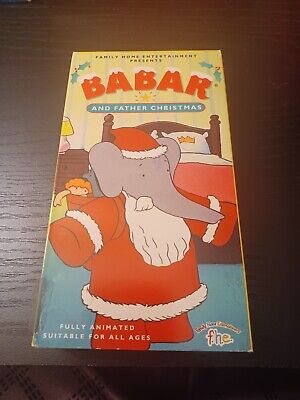 FAMILY HOME ENTERTAINMENT
PRESENTS
BABAR
AND FATHER CHRISTMAS
FULLY ANIMATED
SUITABLE FOR ALL AGES
fhe